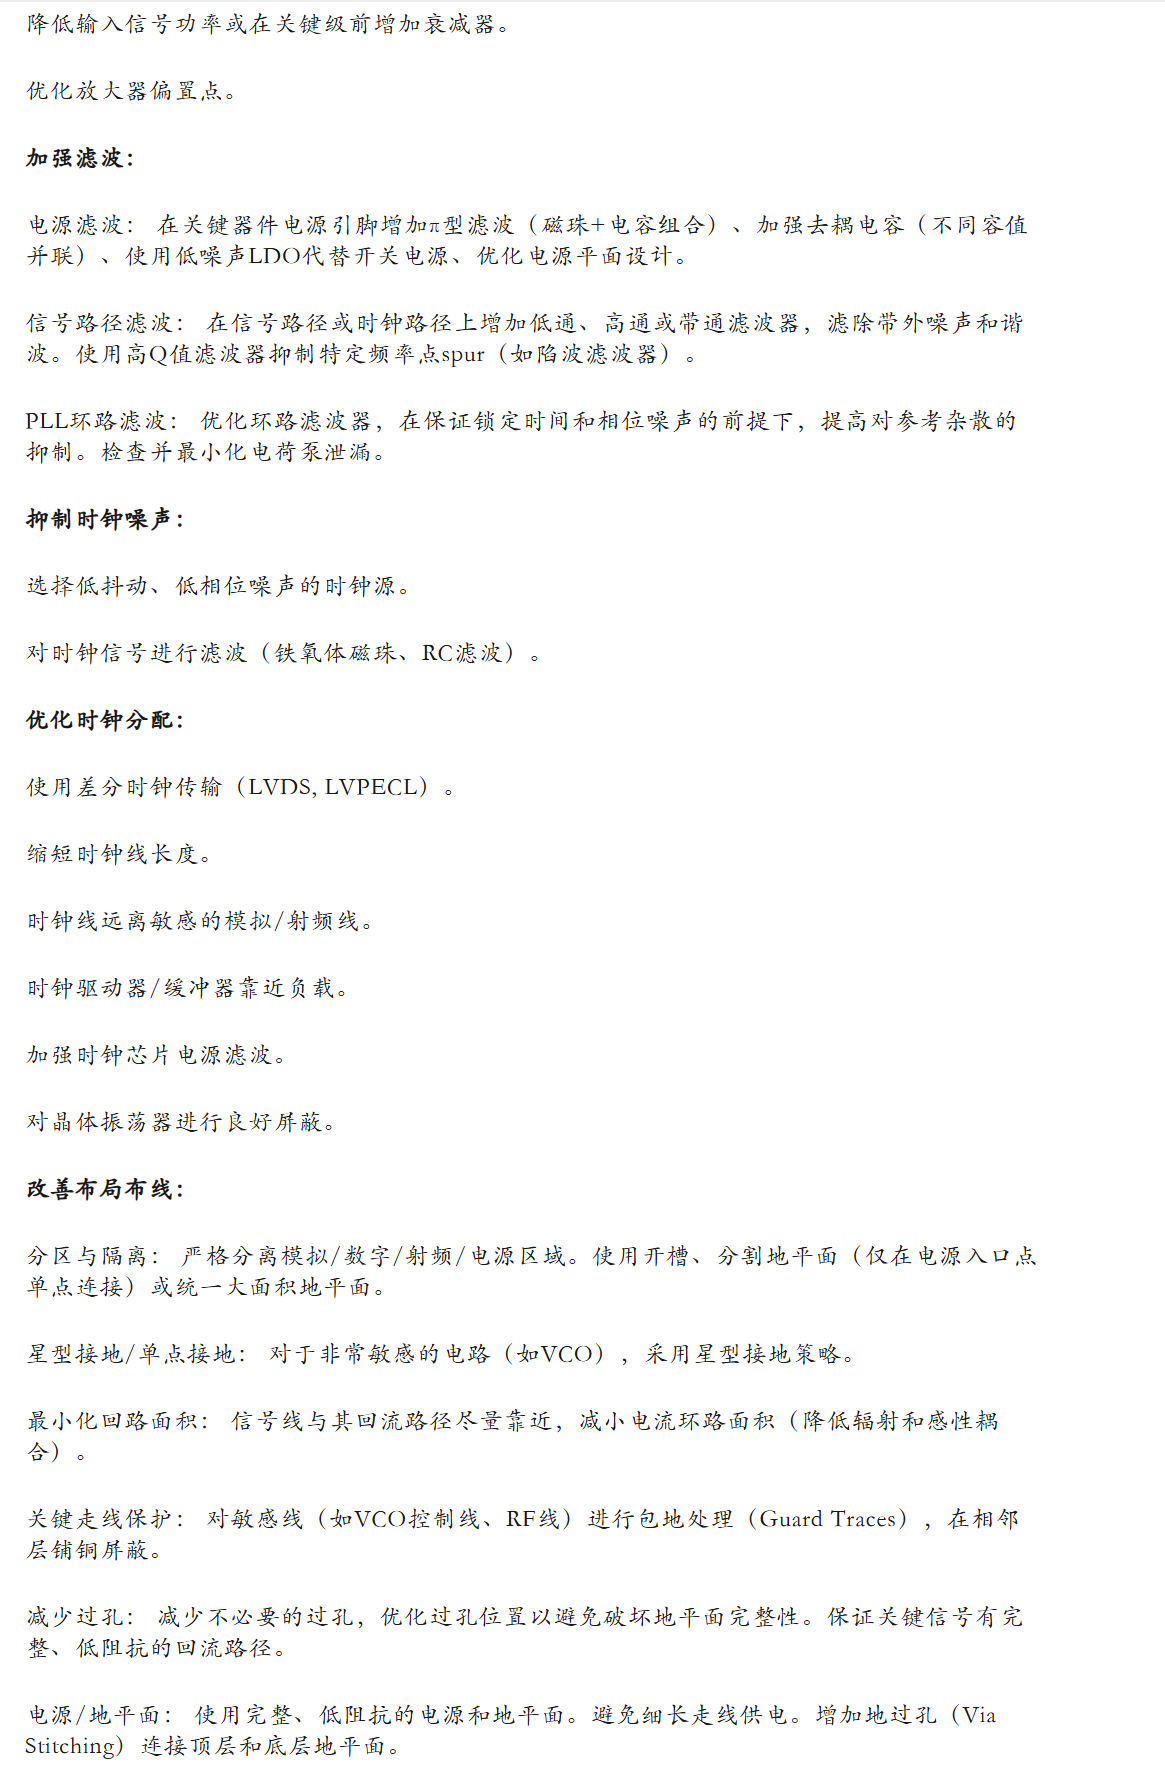 降低输入信号功率或在关键级前增加衰减器。
优化放大器偏置点。
加强滤波：
电源滤波： 在关键器件电源引脚增加π型滤波（磁珠+电容组合）、加强去耦电容（不同容值
并联）、使用低噪声LDO代替开关电源、优化电源平面设计。
信号路径滤波： 在信号路径或时钟路径上增加低通、高通或带通滤波器，滤除带外噪声和谐
波。使用高Q值滤波器抑制特定频率点spur（如陷波滤波器）。
PLL环路滤波： 优化环路滤波器，在保证锁定时间和相位噪声的前提下，提高对参考杂散的
抑制。检查并最小化电荷泵泄漏。
抑制时钟噪声：
选择低抖动、低相位噪声的时钟源。
对时钟信号进行滤波（铁氧体磁珠、RC滤波）。
优化时钟分配：
使用差分时钟传输（LVDS, LVPECL）。
缩短时钟线长度。
时钟线远离敏感的模拟/射频线。
时钟驱动器/缓冲器靠近负载。
加强时钟芯片电源滤波。
对晶体振荡器进行良好屏蔽。
改善布局布线：
分区与隔离： 严格分离模拟/数字/射频/电源区域。使用开槽、分割地平面（仅在电源入口点
单点连接）或统一大面积地平面。
星型接地/单点接地： 对于非常敏感的电路（如VCO），采用星型接地策略。
最小化回路面积： 信号线与其回流路径尽量靠近，减小电流环路面积（降低辐射和感性耦
合）。
关键走线保护： 对敏感线（如VCO控制线、RF线）进行包地处理（Guard Traces），在相邻
层铺铜屏蔽。
减少过孔： 减少不必要的过孔，优化过孔位置以避免破坏地平面完整性。保证关键信号有完
整、低阻抗的回流路径。
电源/地平面： 使用完整、低阻抗的电源和地平面。避免细长走线供电。增加地过孔（Via
Stitching）连接顶层和底层地平面。